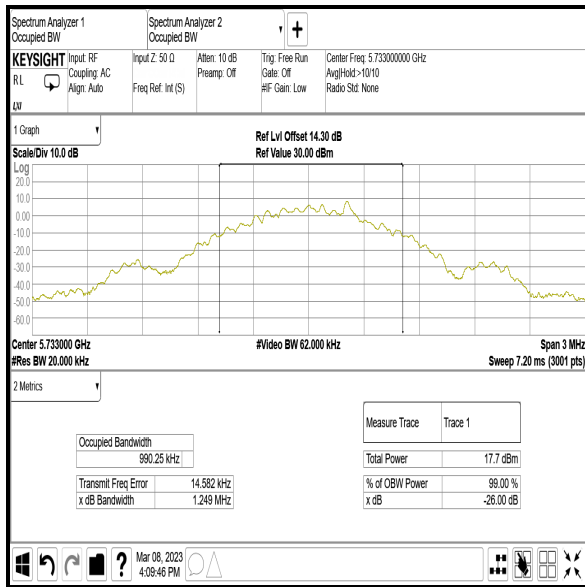 Spectrum Analyzer 1
Occupied BW
Spectrum Analyzer 2
Occupied BW
+
KEYSIGHT
RL
LXI
Input: RF
Coupling: AC
Align: Auto
Input Z: 50 Ω
Freq Ref: Int (S)
Atten: 10 dB
Preamp: Off
Trig: Free Run
Gate: Off
#IF Gain: Low
Center Freq: 5.733000000 GHz
Avg|Hold:>10/10
Radio Std: None
1 Graph
Scale/Div 10.0 dB
Ref Lvl Offset 14.30 dB
Ref Value 30.00 dBm
Log
20.0
10.0
0.00
-10.0
-20.0
-30.0
-40.0
-50.0
-60.0
Center 5.733000 GHz
#Res BW 20.000 kHz
#Video BW 62.000 kHz
Span 3 MHz
Sweep 7.20 ms (3001 pts)
2 Metrics
Occupied Bandwidth
990.25 kHz
Transmit Freq Error 14.582 kHz
x dB Bandwidth 1.249 MHz
Measure Trace Trace 1
Total Power 17.7 dBm
% of OBW Power 99.00 %
x dB -26.00 dB
?
Mar 08, 2023
4:09:46 PM